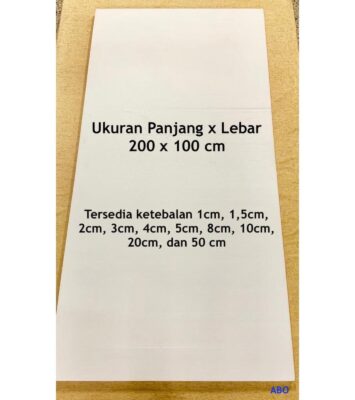 Ukuran Panjang x Lebar
200 x 100 cm
Tersedia ketebalan 1cm, 1,5cm,
2cm, 3cm, 4cm, 5cm, 8cm, 10cm,
20cm, dan 50 cm
ABO